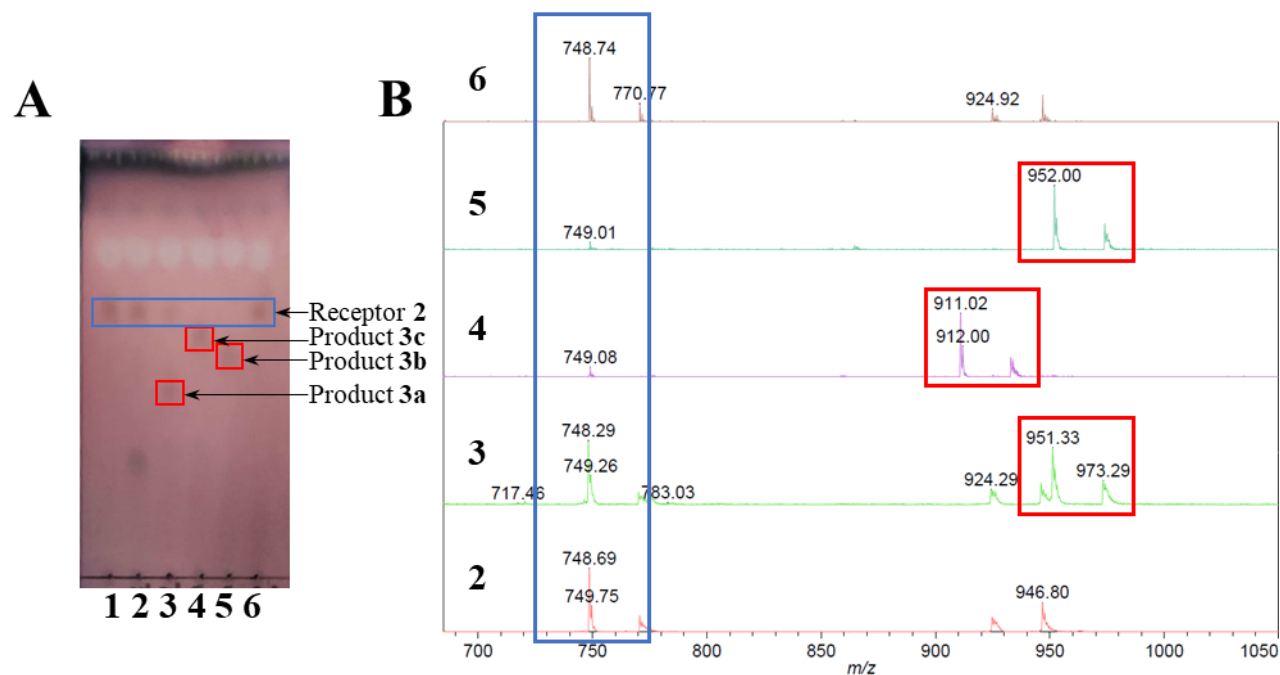 A
B
Receptor 2
Product 3c
Product 3b
Product 3a
1 2 3 4 5 6
6
748.74
770.77
924.92
5
749.01
952.00
4
749.08
911.02
912.00
3
717.46
748.29
749.26
783.03
924.29
951.33
973.29
2
748.69
749.75
946.80
700 750 800 850 900 950 1000 1050
m/z